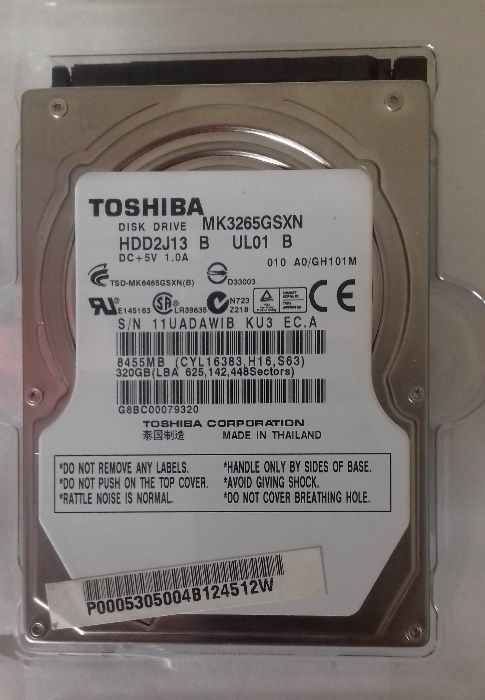 TOSHIBA
DISK DRIVE MK3265GSXN
HDD2J13 B UL01 B
DC+5V 1.0A
010 A0/GH101M
TSD-MK6465GSXN(B) D33003
E145163 LR39635 N723 Z218 CE
S/N 11UADAWIB KU3 EC.A
8455MB (CYL16383,H16,S63)
320GB(LBA 625,142,448Sectors)
G8BC00079320
TOSHIBA CORPORATION
泰国制造 MADE IN THAILAND
*DO NOT REMOVE ANY LABELS. *HANDLE ONLY BY SIDES OF BASE.
*DO NOT PUSH ON THE TOP COVER. *AVOID GIVING SHOCK.
*RATTLE NOISE IS NORMAL. *DO NOT COVER BREATHING HOLE.
P0005305004B124512W